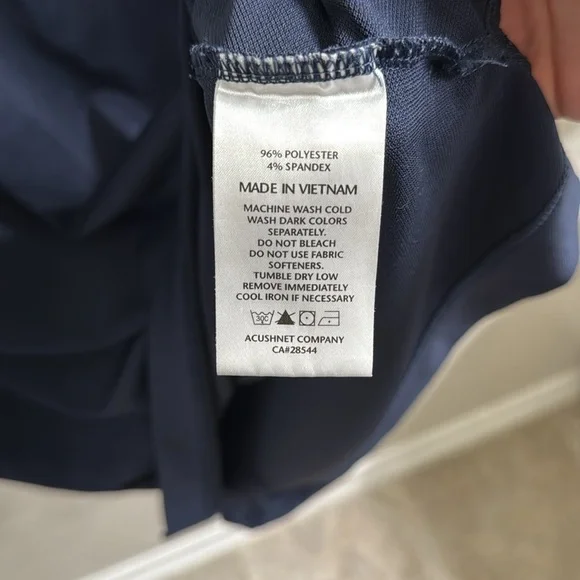 96% POLYESTER
4% SPANDEX
MADE IN VIETNAM
MACHINE WASH COLD
WASH DARK COLORS
SEPARATELY.
DO NOT BLEACH
DO NOT USE FABRIC
SOFTENERS.
TUMBLE DRY LOW
REMOVE IMMEDIATELY
COOL IRON IF NECESSARY
30C
ACUSHNET COMPANY
CA#28544